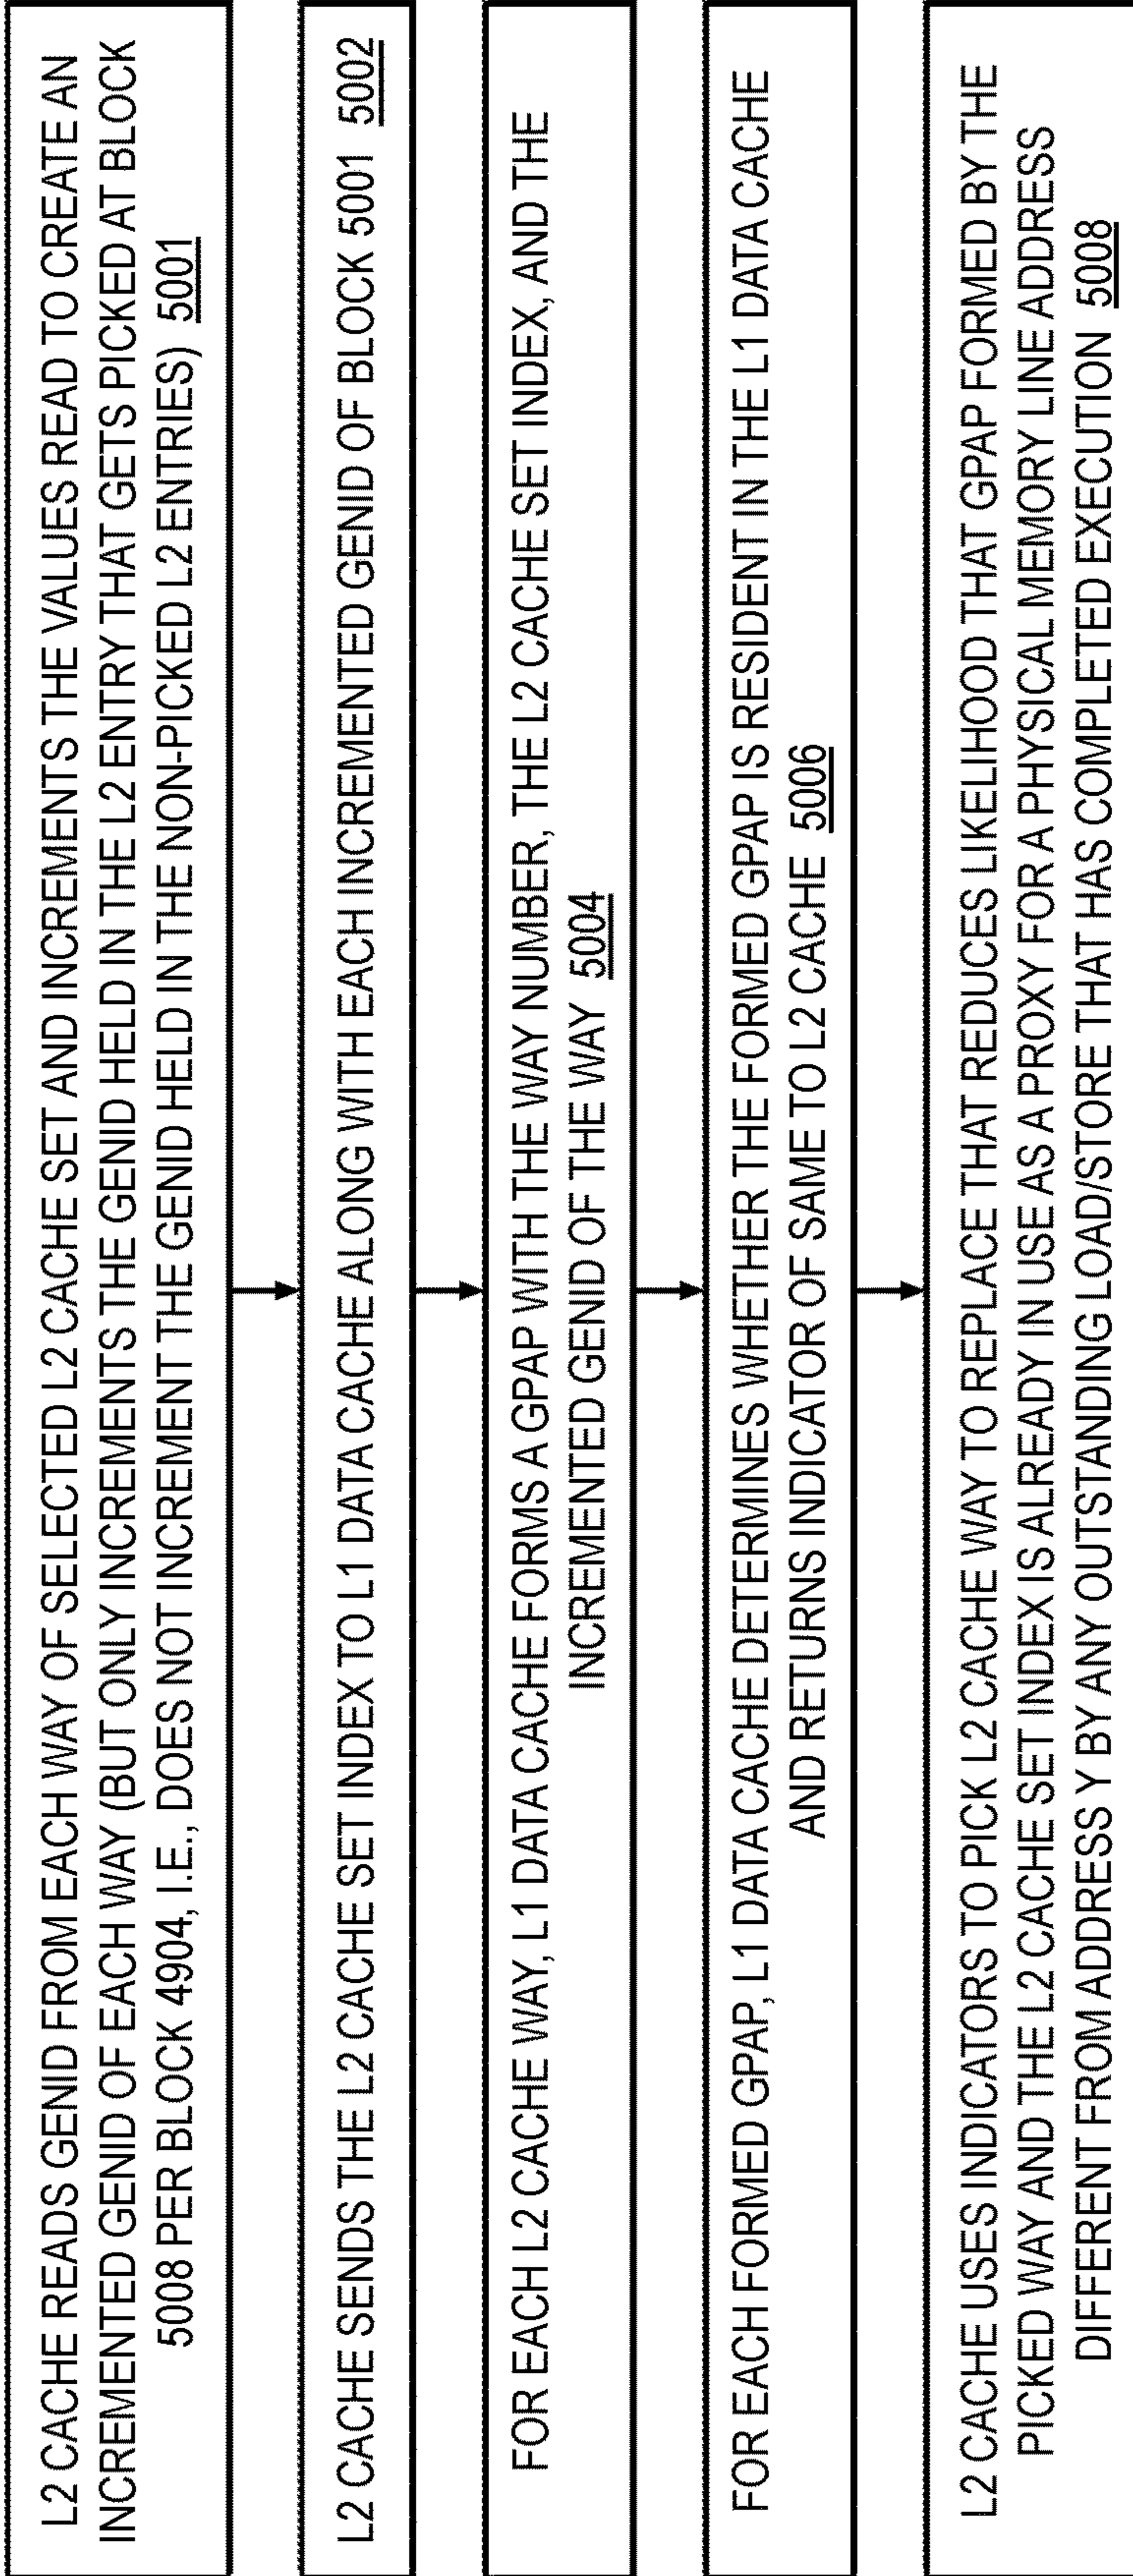 L2 CACHE READS GENID FROM EACH WAY OF SELECTED L2 CACHE SET AND INCREMENTS THE VALUES READ TO CREATE AN
INCREMENTED GENID OF EACH WAY (BUT ONLY INCREMENTS THE GENID HELD IN THE L2 ENTRY THAT GETS PICKED AT BLOCK
5008 PER BLOCK 4904, I.E., DOES NOT INCREMENT THE GENID HELD IN THE NON-PICKED L2 ENTRIES) 5001
L2 CACHE SENDS THE L2 CACHE SET INDEX TO L1 DATA CACHE ALONG WITH EACH INCREMENTED GENID OF BLOCK 5001 5002
FOR EACH L2 CACHE WAY, L1 DATA CACHE FORMS A GPAP WITH THE WAY NUMBER, THE L2 CACHE SET INDEX, AND THE
INCREMENTED GENID OF THE WAY 5004
FOR EACH FORMED GPAP, L1 DATA CACHE DETERMINES WHETHER THE FORMED GPAP IS RESIDENT IN THE L1 DATA CACHE
AND RETURNS INDICATOR OF SAME TO L2 CACHE 5006
L2 CACHE USES INDICATORS TO PICK L2 CACHE WAY TO REPLACE THAT REDUCES LIKELIHOOD THAT GPAP FORMED BY THE
PICKED WAY AND THE L2 CACHE SET INDEX IS ALREADY IN USE AS A PROXY FOR A PHYSICAL MEMORY LINE ADDRESS
DIFFERENT FROM ADDRESS Y BY ANY OUTSTANDING LOAD/STORE THAT HAS COMPLETED EXECUTION 5008